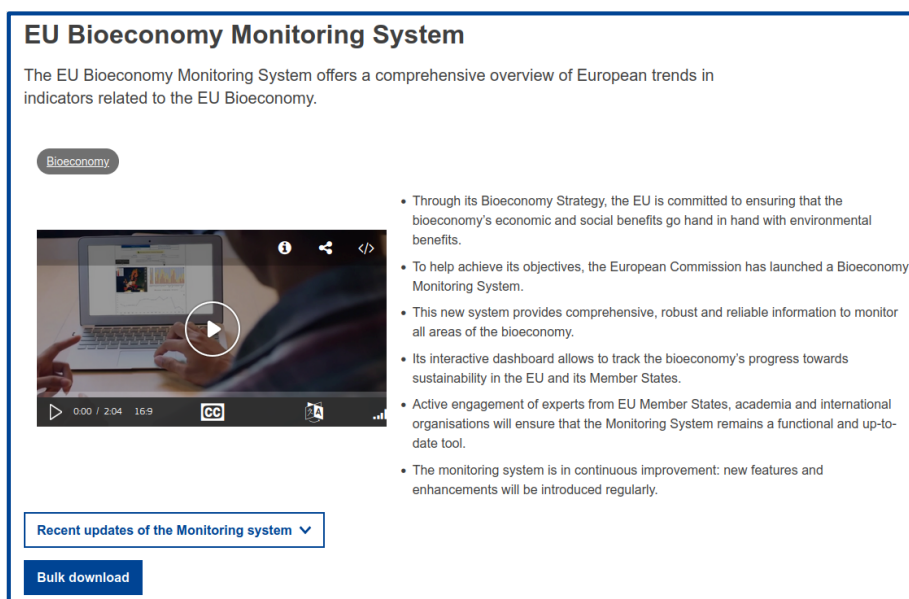 EU Bioeconomy Monitoring System
The EU Bioeconomy Monitoring System offers a comprehensive overview of European trends in
indicators related to the EU Bioeconomy.
Bioeconomy
• Through its Bioeconomy Strategy, the EU is committed to ensuring that the
bioeconomy's economic and social benefits go hand in hand with environmental
benefits.
• To help achieve its objectives, the European Commission has launched a Bioeconomy
Monitoring System.
• This new system provides comprehensive, robust and reliable information to monitor
all areas of the bioeconomy.
• Its interactive dashboard allows to track the bioeconomy's progress towards
sustainability in the EU and its Member States.
• Active engagement of experts from EU Member States, academia and international
organisations will ensure that the Monitoring System remains a functional and up-to-
date tool.
• The monitoring system is in continuous improvement: new features and
enhancements will be introduced regularly.
0:00 / 2:04 16:9 CC
Recent updates of the Monitoring system
Bulk download